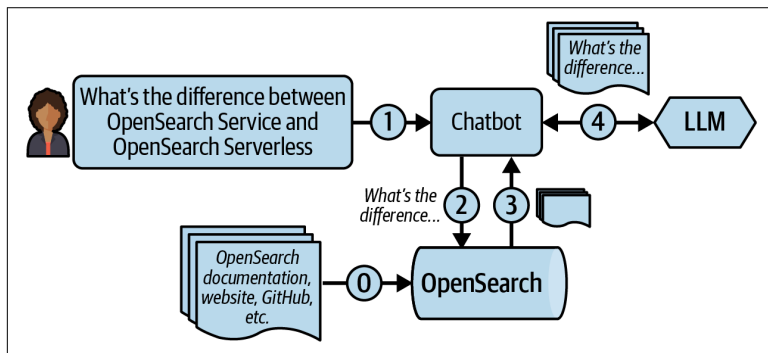 What's the difference between
OpenSearch Service and
OpenSearch Serverless
1
Chatbot
What's the
difference...
4
LLM
What's the
difference...
2
3
OpenSearch
documentation,
website, GitHub,
etc.
0
OpenSearch